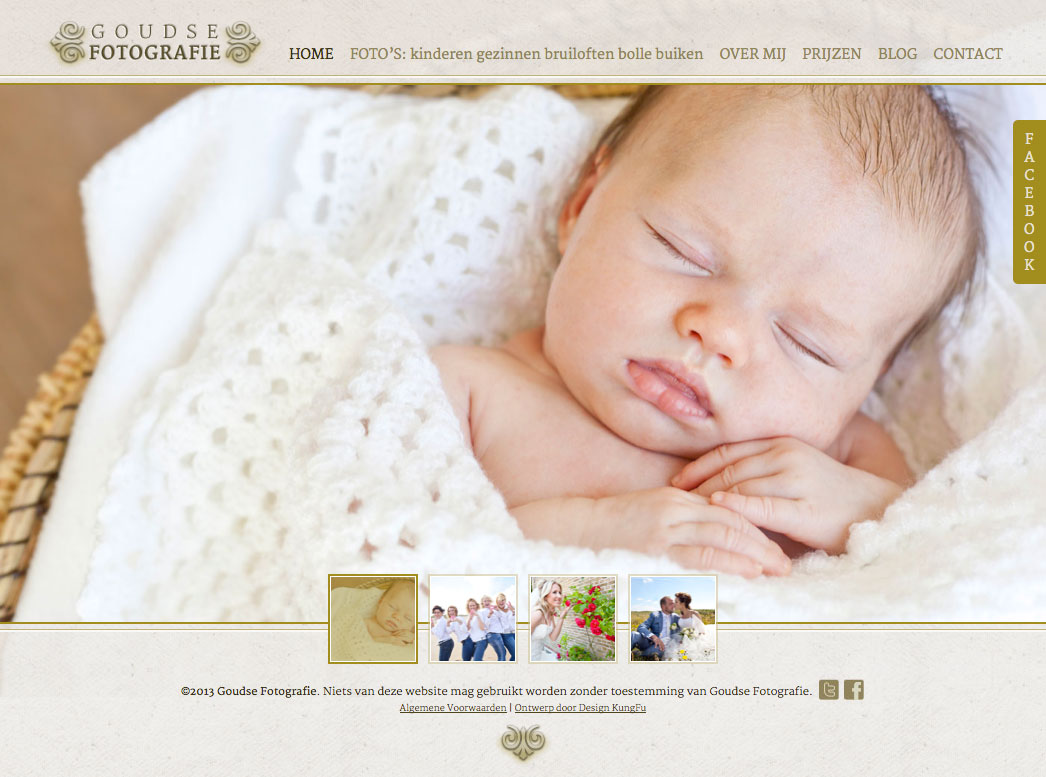 GOUDSE
FOTOGRAFIE
HOME FOTO'S: kinderen gezinnen bruiloften bolle buiken OVER MIJ PRIJZEN BLOG CONTACT
FACEBOOK
©2013 Goudse Fotografie. Niets van deze website mag gebruikt worden zonder toestemming van Goudse Fotografie.
Algemene Voorwaarden | Ontwerp door Design KungFu